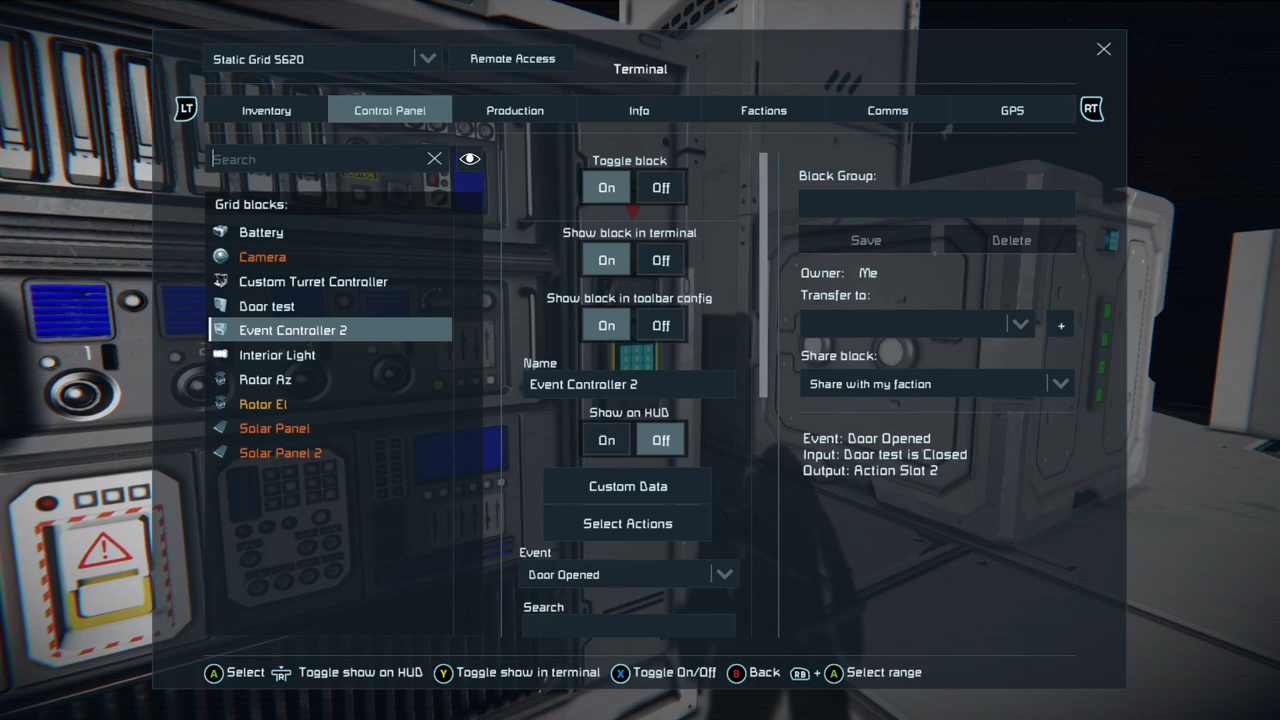 Static Grid 5620
Remote Access
Terminal
LT
Inventory
Control Panel
Production
Info
Factions
Comms
GPS
RT
Search
Grid blocks:
Battery
Camera
Custom Turret Controller
Door test
Event Controller 2
Interior Light
Rotor Az
Rotor El
Solar Panel
Solar Panel 2
Toggle block
On Off
Show block in terminal
On Off
Show block in toolbar config
On Off
Name
Event Controller 2
Show on HUD
On Off
Custom Data
Select Actions
Event
Door Opened
Search
Block Group:
Save Delete
Owner: Me
Transfer to:
+
Share block:
Share with my faction
Event: Door Opened
Input: Door test is Closed
Output: Action Slot 2
A Select R Toggle show on HUD Y Toggle show in terminal X Toggle On/Off B Back RB + A Select range